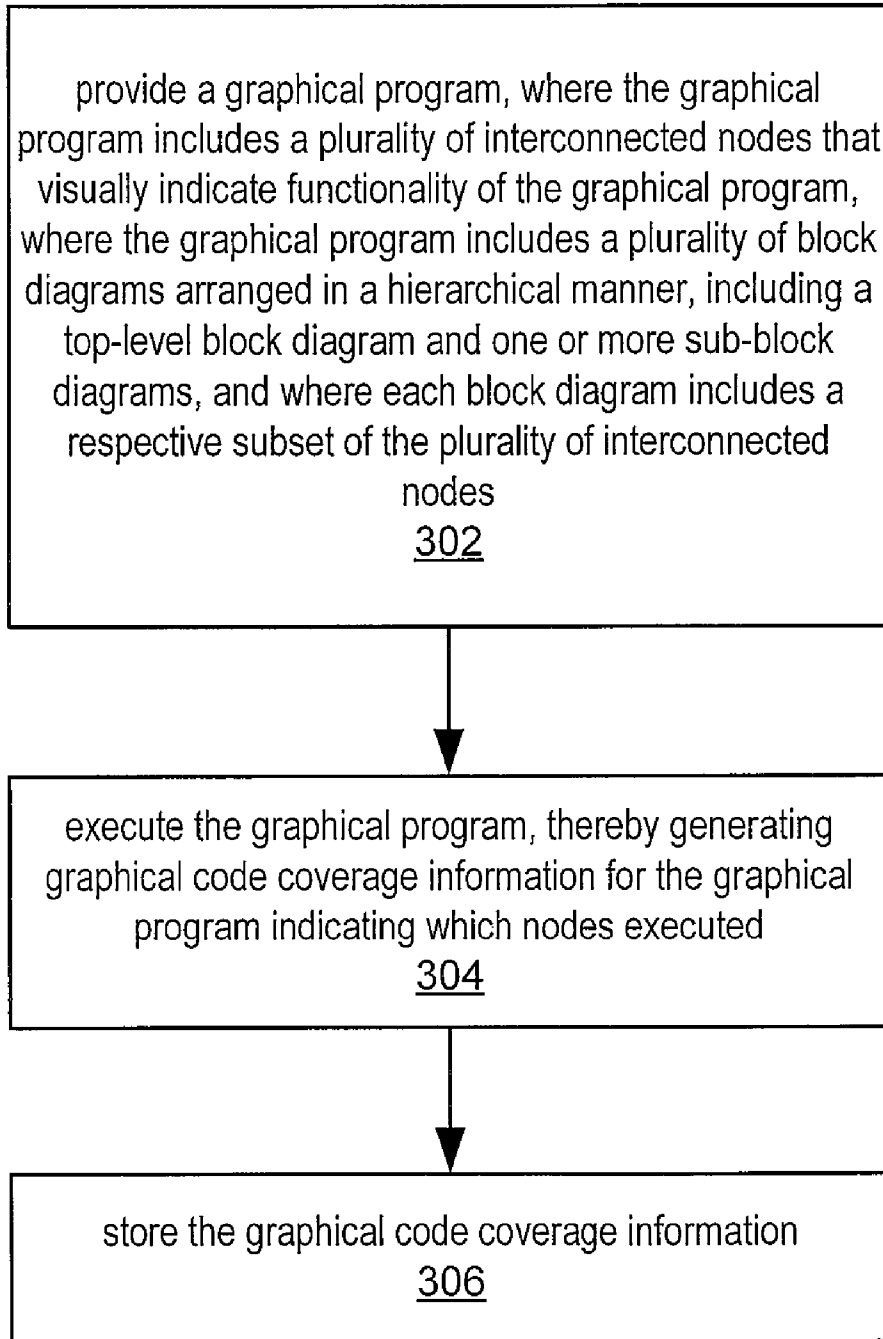 provide a graphical program, where the graphical
program includes a plurality of interconnected nodes that
visually indicate functionality of the graphical program,
where the graphical program includes a plurality of block
diagrams arranged in a hierarchical manner, including a
top-level block diagram and one or more sub-block
diagrams, and where each block diagram includes a
respective subset of the plurality of interconnected
nodes
302
execute the graphical program, thereby generating
graphical code coverage information for the graphical
program indicating which nodes executed
304
store the graphical code coverage information
306